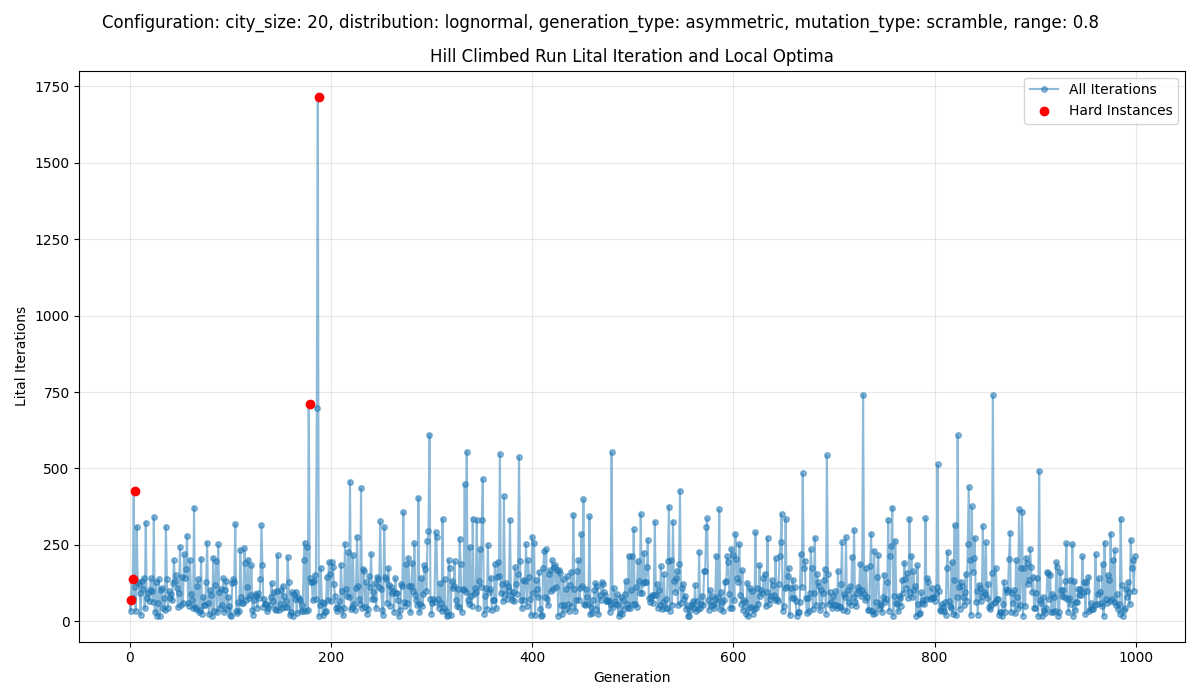 Configuration: city_size: 20, distribution: lognormal, generation_type: asymmetric, mutation_type: scramble, range: 0.8
Hill Climbed Run Lital Iteration and Local Optima
All Iterations
Hard Instances
1750
1500
1250
1000
750
500
250
0
Lital Iterations
0 200 400 600 800 1000
Generation